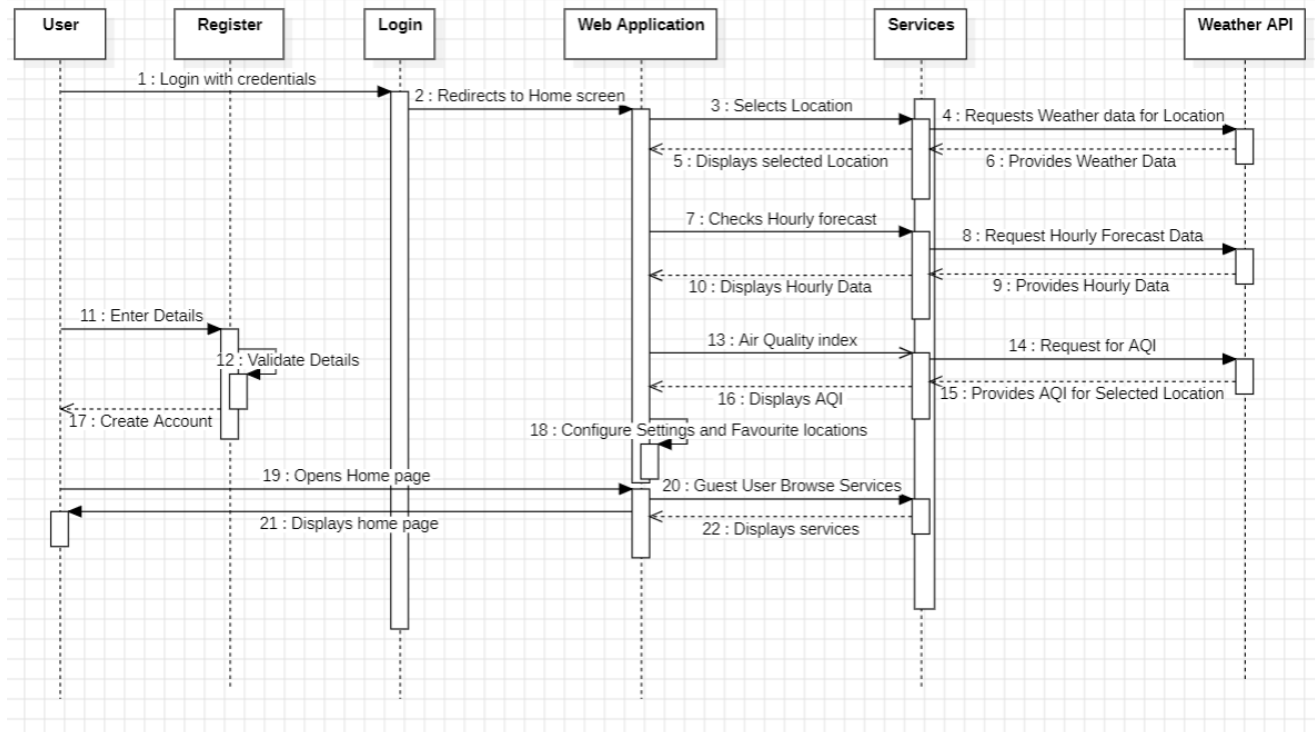 User
Register
Login
Web Application
Services
Weather API
1 : Login with credentials
2 : Redirects to Home screen
3 : Selects Location
4 : Requests Weather data for Location
5 : Displays selected Location
6 : Provides Weather Data
7 : Checks Hourly forecast
8 : Request Hourly Forecast Data
10 : Displays Hourly Data
9 : Provides Hourly Data
11 : Enter Details
13 : Air Quality index
14 : Request for AQI
12 : Validate Details
16 : Displays AQI
15 : Provides AQI for Selected Location
17 : Create Account
18 : Configure Settings and Favourite locations
19 : Opens Home page
20 : Guest User Browse Services
21 : Displays home page
22 : Displays services